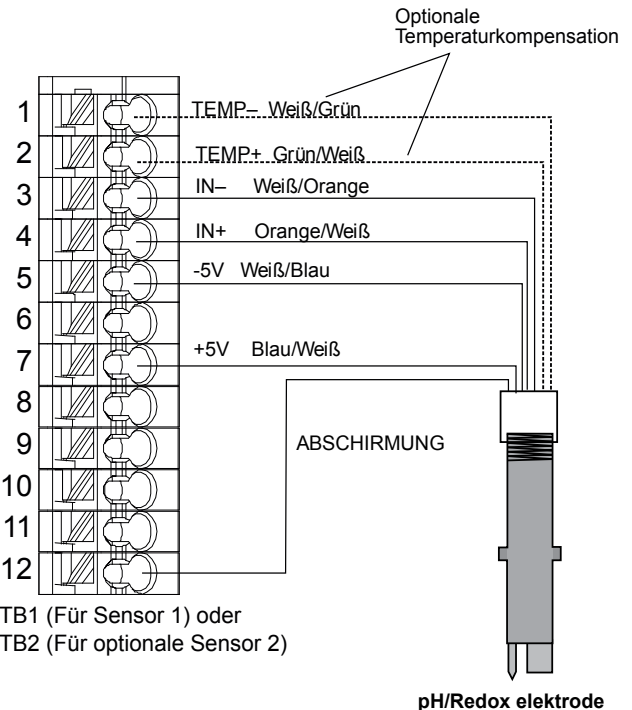 Optionale
Temperaturkompensation
1 TEMP– Weiß/Grün
2 TEMP+ Grün/Weiß
3 IN– Weiß/Orange
4 IN+ Orange/Weiß
5 -5V Weiß/Blau
6
7 +5V Blau/Weiß
8
9 ABSCHIRMUNG
10
11
12
TB1 (Für Sensor 1) oder
TB2 (Für optionale Sensor 2)
pH/Redox elektrode